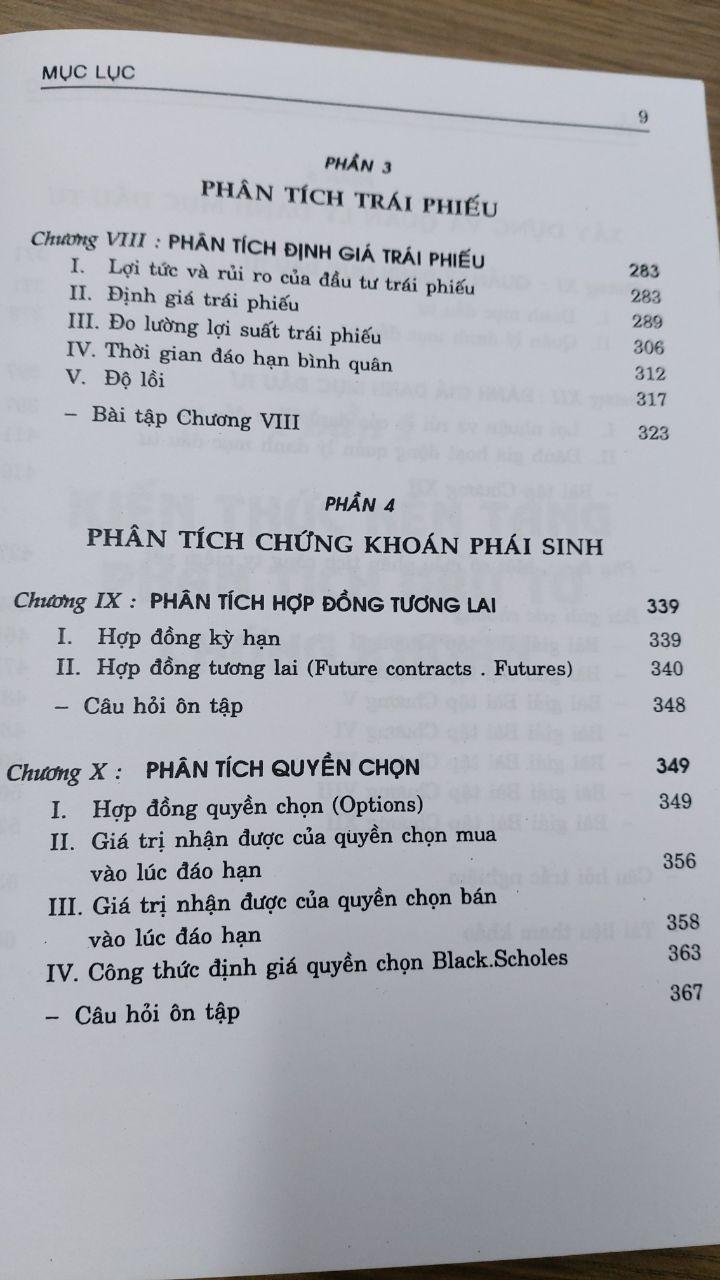 MỤC LỤC
9
PHẦN 3
PHÂN TÍCH TRÁI PHIẾU
Chương VIII : PHÂN TÍCH ĐỊNH GIÁ TRÁI PHIẾU 283
I. Lợi tức và rủi ro của đầu tư trái phiếu 283
II. Định giá trái phiếu 289
III. Đo lường lợi suất trái phiếu 306
IV. Thời gian đáo hạn bình quân 312
V. Độ lồi 317
– Bài tập Chương VIII 323
PHẦN 4
PHÂN TÍCH CHỨNG KHOÁN PHÁI SINH
Chương IX : PHÂN TÍCH HỢP ĐỒNG TƯƠNG LAI 339
I. Hợp đồng kỳ hạn 339
II. Hợp đồng tương lai (Future contracts . Futures) 340
– Câu hỏi ôn tập 348
Chương X : PHÂN TÍCH QUYỀN CHỌN 349
I. Hợp đồng quyền chọn (Options) 349
II. Giá trị nhận được của quyền chọn mua
vào lúc đáo hạn 356
III. Giá trị nhận được của quyền chọn bán
vào lúc đáo hạn 358
IV. Công thức định giá quyền chọn Black.Scholes 363
– Câu hỏi ôn tập 367